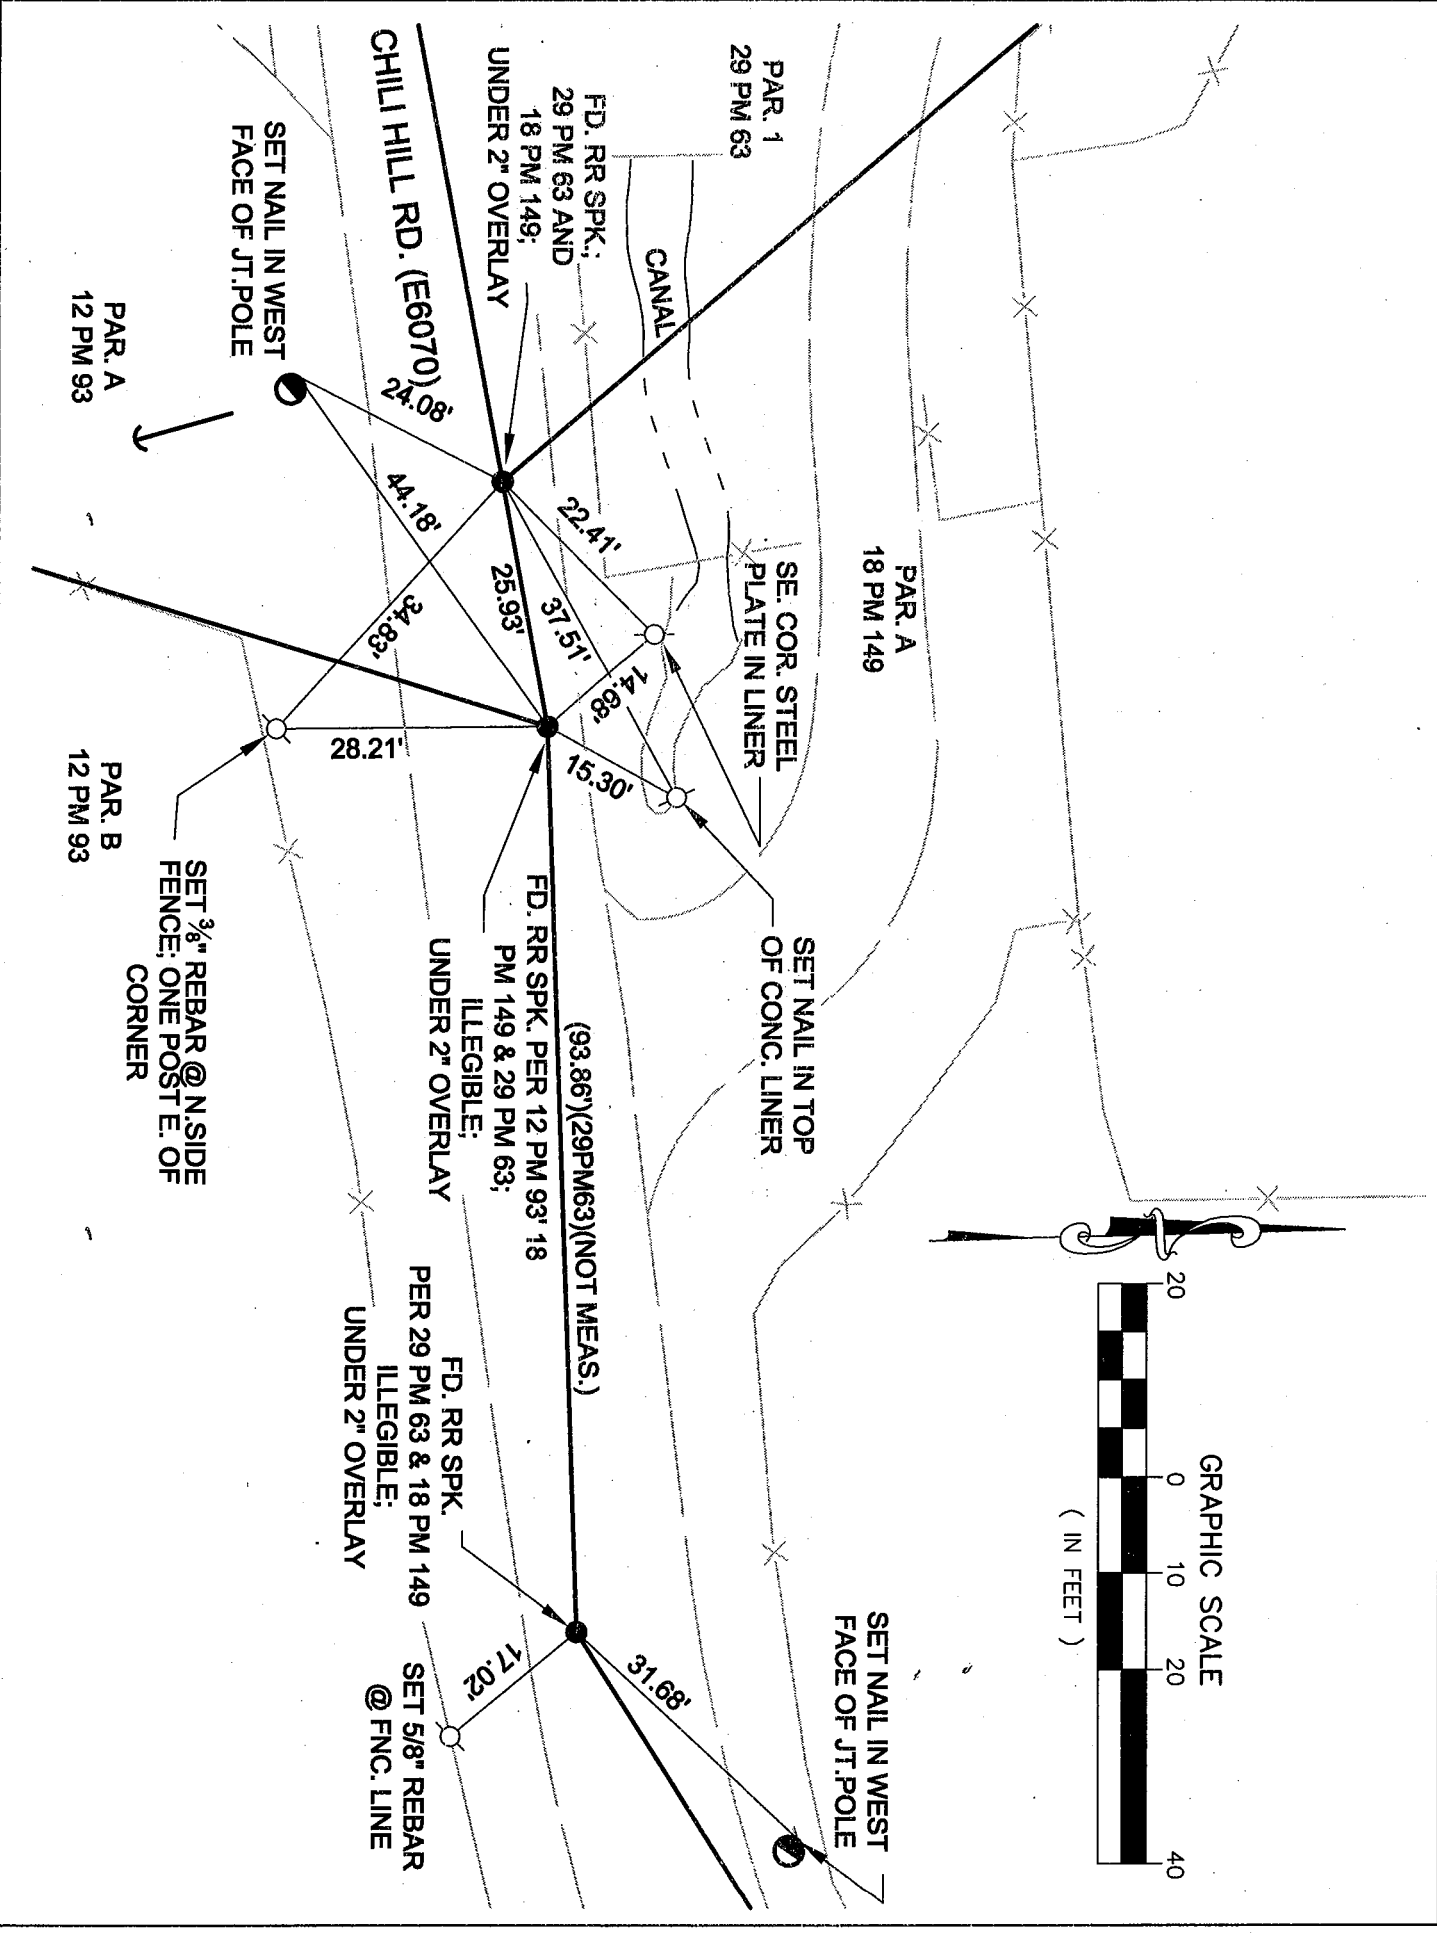 PAR. 1
29 PM 63
FD. RR SPK.;
29 PM 63 AND
18 PM 149;
UNDER 2" OVERLAY
CHILI HILL RD. (E6070)
SET NAIL IN WEST
FACE OF JT.POLE
PAR. A
12 PM 93
CANAL
24.08'
44.18'
22.41'
25.93'
37.51'
34.83'
14.68'
15.30'
28.21'
PAR. A
18 PM 149
SE. COR. STEEL
PLATE IN LINER
SET NAIL IN TOP
OF CONC. LINER
PAR. B
12 PM 93
SET 3/8" REBAR @ N.SIDE
FENCE; ONE POST E. OF
CORNER
FD. RR SPK. PER 12 PM 93' 18
PM 149 & 29 PM 63;
ILLEGIBLE;
UNDER 2" OVERLAY
(93.86')(29PM63)(NOT MEAS.)
FD. RR SPK.
PER 29 PM 63 & 18 PM 149
ILLEGIBLE;
UNDER 2" OVERLAY
SET 5/8" REBAR
@ FNC. LINE
17.02'
31.68'
SET NAIL IN WEST
FACE OF JT.POLE
N
GRAPHIC SCALE
20 0 10 20 40
( IN FEET )